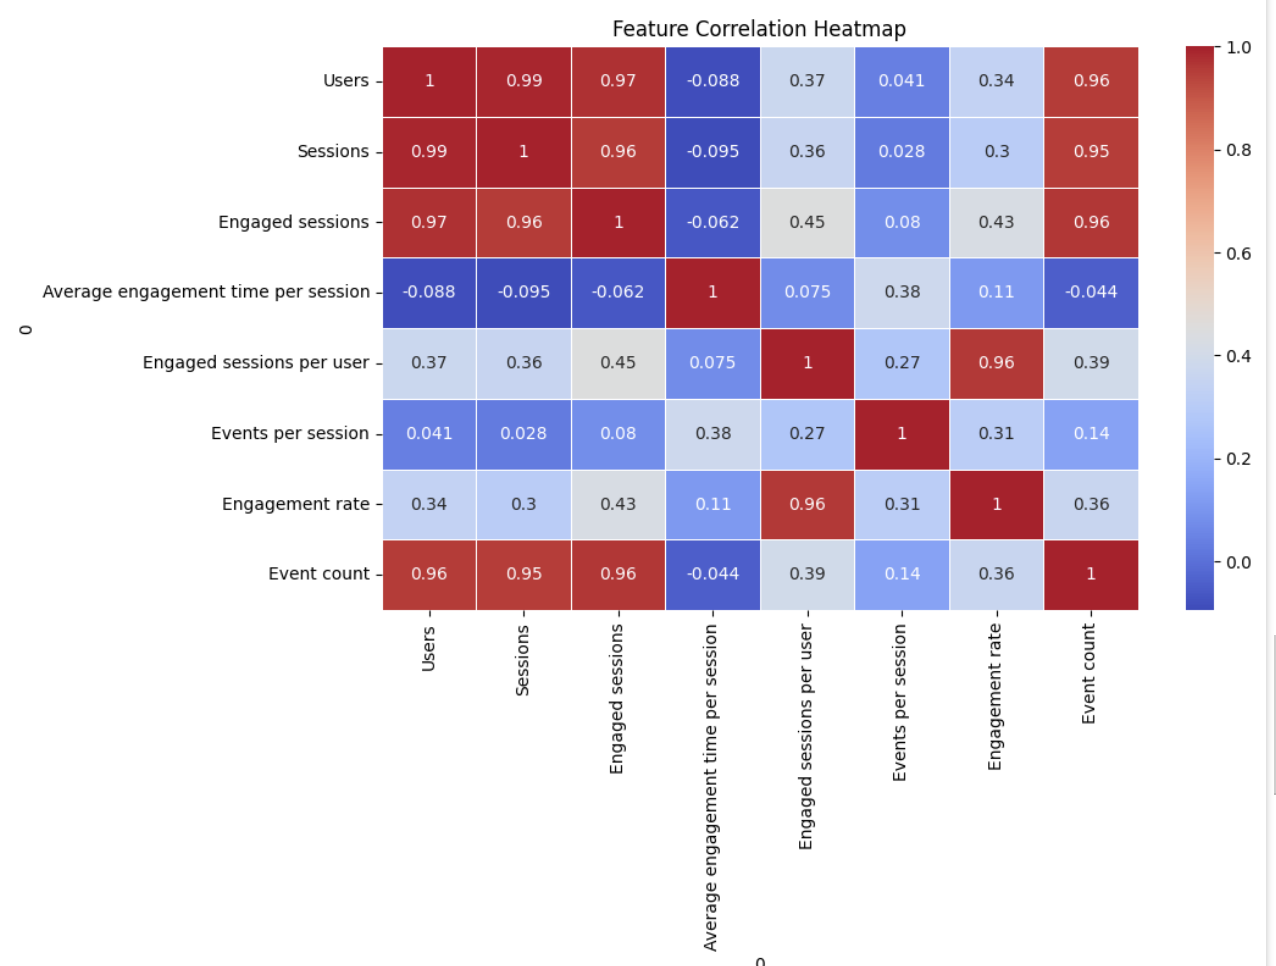 Feature Correlation Heatmap
Users 1 0.99 0.97 -0.088 0.37 0.041 0.34 0.96
Sessions 0.99 1 0.96 -0.095 0.36 0.028 0.3 0.95
Engaged sessions 0.97 0.96 1 -0.062 0.45 0.08 0.43 0.96
Average engagement time per session -0.088 -0.095 -0.062 1 0.075 0.38 0.11 -0.044
0
Engaged sessions per user 0.37 0.36 0.45 0.075 1 0.27 0.96 0.39
Events per session 0.041 0.028 0.08 0.38 0.27 1 0.31 0.14
Engagement rate 0.34 0.3 0.43 0.11 0.96 0.31 1 0.36
Event count 0.96 0.95 0.96 -0.044 0.39 0.14 0.36 1
Users
Sessions
Engaged sessions
Average engagement time per session
Engaged sessions per user
Events per session
Engagement rate
Event count
0
1.0
0.8
0.6
0.4
0.2
0.0